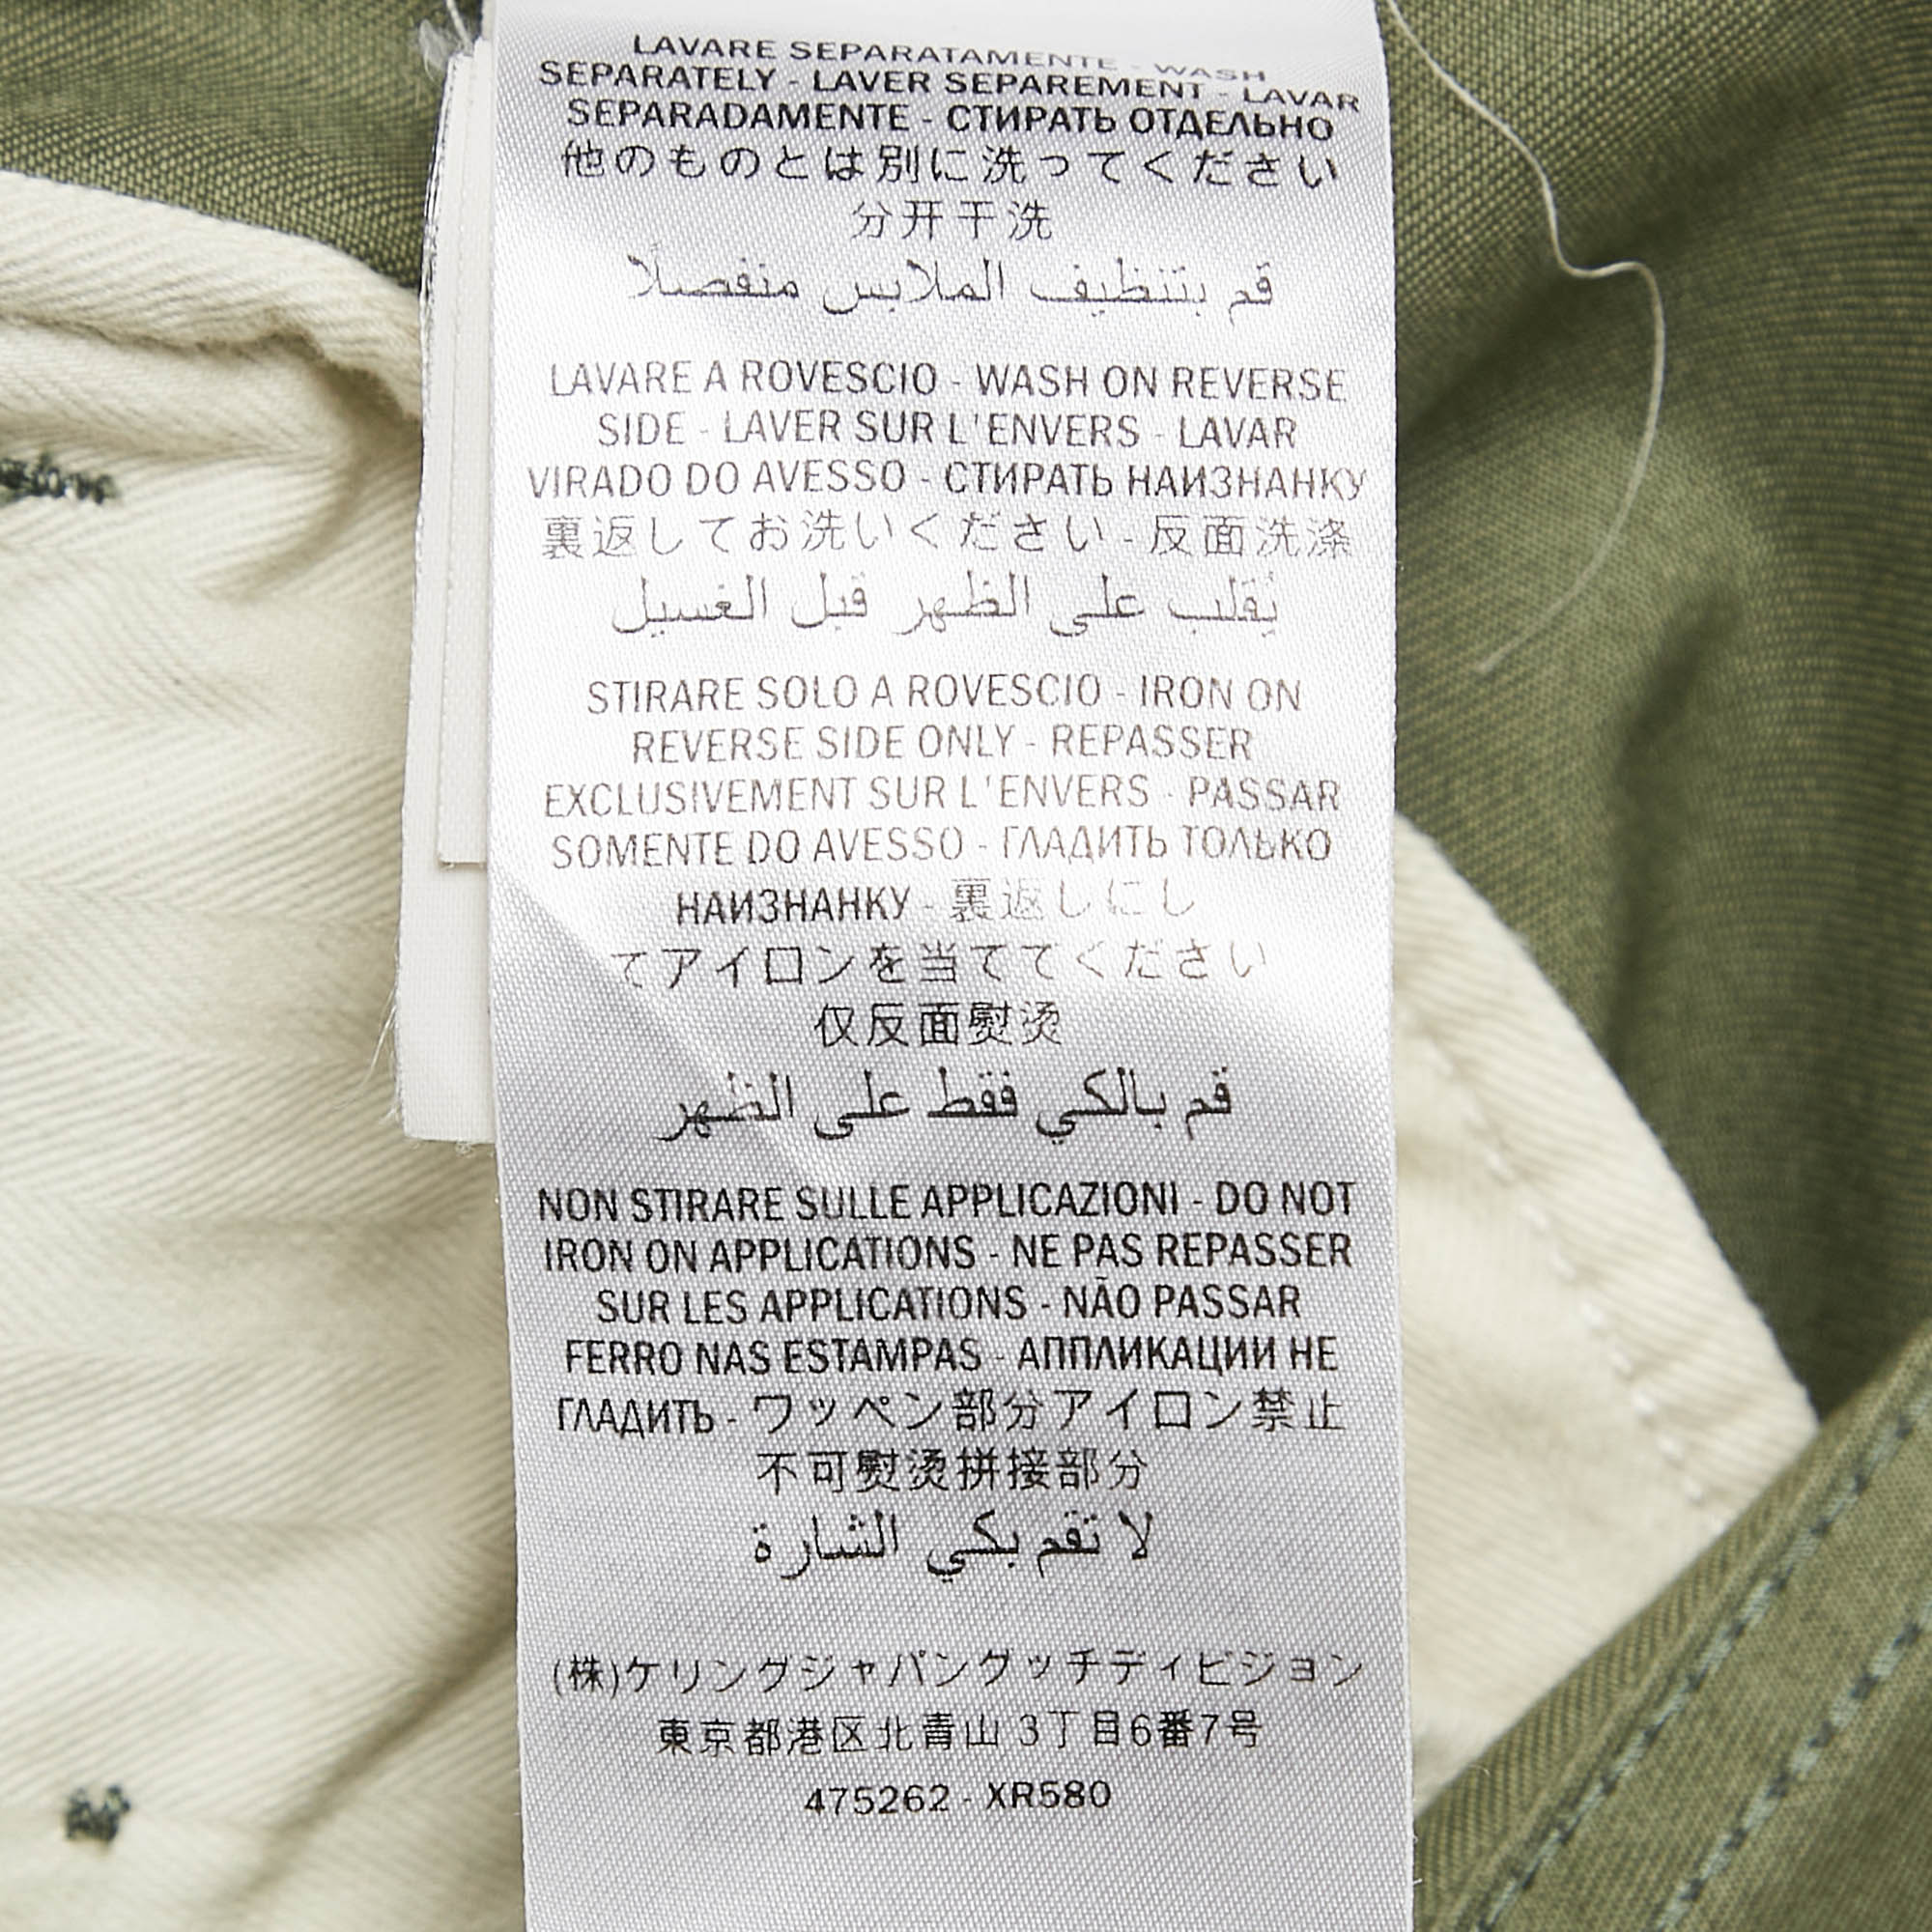 LAVARE SEPARATAMENTE - WASH
SEPARATELY - LAVER SEPAREMENT - LAVAR
SEPARADAMENTE - СТИРАТЬ ОТДЕЛЬНО
他のものとは別に洗ってください
分开干洗
قم بتنظيف الملابس منفصلاً
LAVARE A ROVESCIO - WASH ON REVERSE
SIDE - LAVER SUR L'ENVERS - LAVAR
VIRADO DO AVESSO - СТИРАТЬ НАИЗНАНКУ
裏返してお洗いください - 反面洗涤
يُقلب على الظهر قبل الغسيل
STIRARE SOLO A ROVESCIO - IRON ON
REVERSE SIDE ONLY - REPASSER
EXCLUSIVEMENT SUR L'ENVERS - PASSAR
SOMENTE DO AVESSO - ГЛАДИТЬ ТОЛЬКО
НАИЗНАНКУ - 裏返しにし
てアイロンを当ててください
仅反面熨烫
قم بالكي فقط على الظهر
NON STIRARE SULLE APPLICAZIONI - DO NOT
IRON ON APPLICATIONS - NE PAS REPASSER
SUR LES APPLICATIONS - NÃO PASSAR
FERRO NAS ESTAMPAS - АППЛИКАЦИИ НЕ
ГЛАДИТЬ - ワッペン部分アイロン禁止
不可熨烫拼接部分
لا تقم بكي الشارة
(株)ケリングジャパングッチディビジョン
東京都港区北青山 3丁目6番7号
475262 - XR580